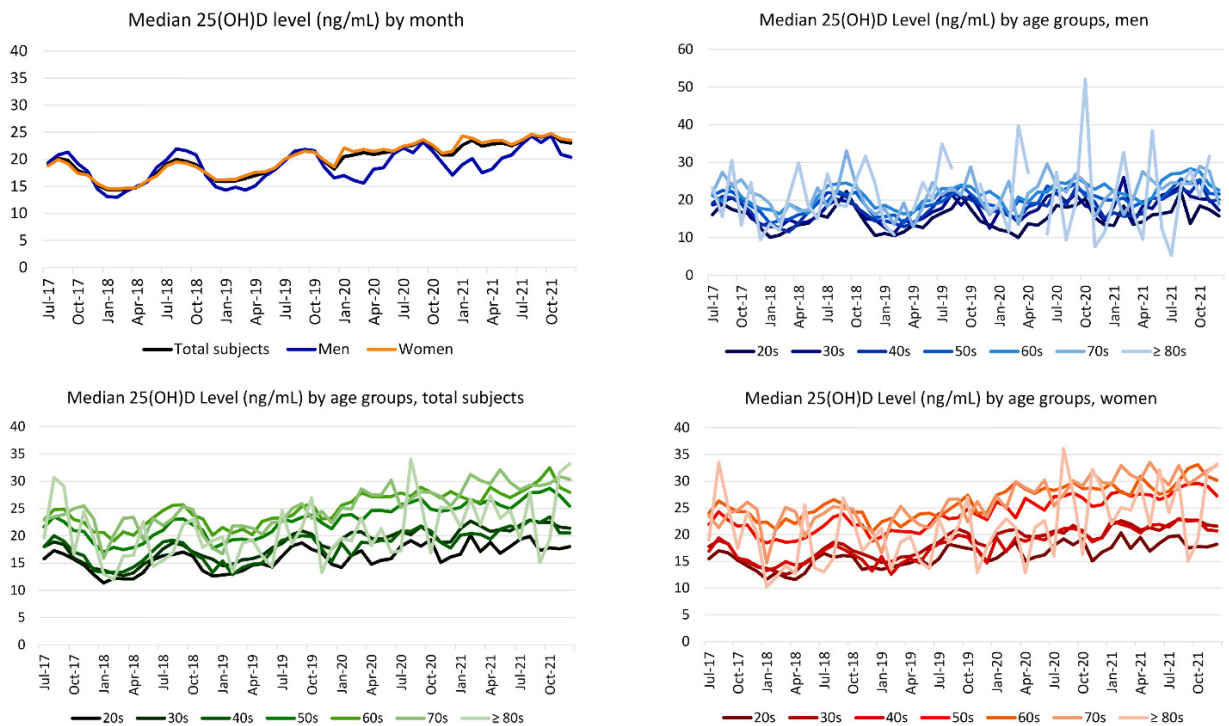 Median 25(OH)D level (ng/mL) by month
40
35
30
25
20
15
10
5
0
Jul-17
Oct-17
Jan-18
Apr-18
Jul-18
Oct-18
Jan-19
Apr-19
Jul-19
Oct-19
Jan-20
Apr-20
Jul-20
Oct-20
Jan-21
Apr-21
Jul-21
Oct-21
Total subjects Men Women
Median 25(OH)D Level (ng/mL) by age groups, men
60
50
40
30
20
10
0
Jul-17
Oct-17
Jan-18
Apr-18
Jul-18
Oct-18
Jan-19
Apr-19
Jul-19
Oct-19
Jan-20
Apr-20
Jul-20
Oct-20
Jan-21
Apr-21
Jul-21
Oct-21
20s 30s 40s 50s 60s 70s ≥ 80s
Median 25(OH)D Level (ng/mL) by age groups, total subjects
40
35
30
25
20
15
10
5
0
Jul-17
Oct-17
Jan-18
Apr-18
Jul-18
Oct-18
Jan-19
Apr-19
Jul-19
Oct-19
Jan-20
Apr-20
Jul-20
Oct-20
Jan-21
Apr-21
Jul-21
Oct-21
20s 30s 40s 50s 60s 70s ≥ 80s
Median 25(OH)D Level (ng/mL) by age groups, women
40
35
30
25
20
15
10
5
0
Jul-17
Oct-17
Jan-18
Apr-18
Jul-18
Oct-18
Jan-19
Apr-19
Jul-19
Oct-19
Jan-20
Apr-20
Jul-20
Oct-20
Jan-21
Apr-21
Jul-21
Oct-21
20s 30s 40s 50s 60s 70s ≥ 80s